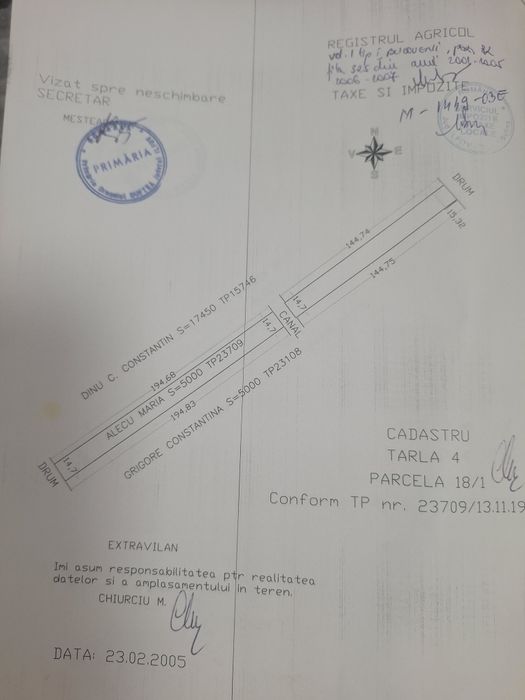 REGISTRUL AGRICOL
TAXE SI IMPOZITE
M - 1449 - 03E
Vizat spre neschimbare
SECRETAR
PRIMĂRIA
N
V E
S
DRUM
15,32
144,74
144,75
14,7
CANAL
14,7
DINU C. CONSTANTIN S=17450 TP15746
194,68
ALECU MARIA S=5000 TP23709
194,83
GRIGORE CONSTANTINA S=5000 TP23108
14,7
DRUM
CADASTRU
TARLA 4
PARCELA 18/1
Conform TP nr. 23709/13.11.19
EXTRAVILAN
Imi asum responsabilitatea ptr realitatea
datelor si a amplasamentului in teren.
CHIURCIU M.
DATA: 23.02.2005